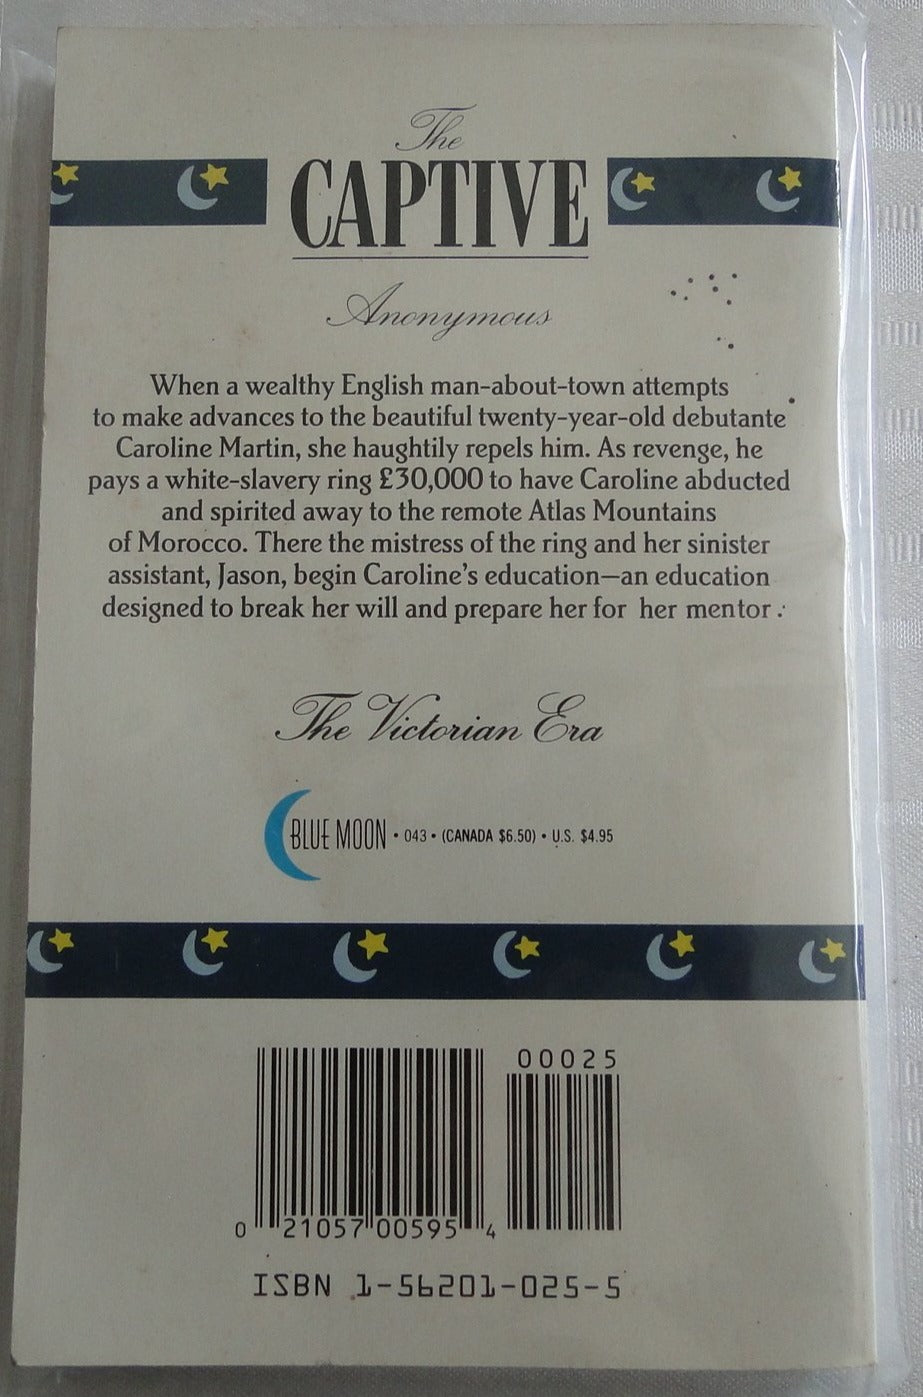 The
CAPTIVE
Anonymous
When a wealthy English man-about-town attempts
to make advances to the beautiful twenty-year-old debutante
Caroline Martin, she haughtily repels him. As revenge, he
pays a white-slavery ring £30,000 to have Caroline abducted
and spirited away to the remote Atlas Mountains
of Morocco. There the mistress of the ring and her sinister
assistant, Jason, begin Caroline's education—an education
designed to break her will and prepare her for her mentor.
The Victorian Era
BLUE MOON • 043 • (CANADA $6.50) • U.S. $4.95
00025
0 21057 00595 4
ISBN 1-56201-025-5